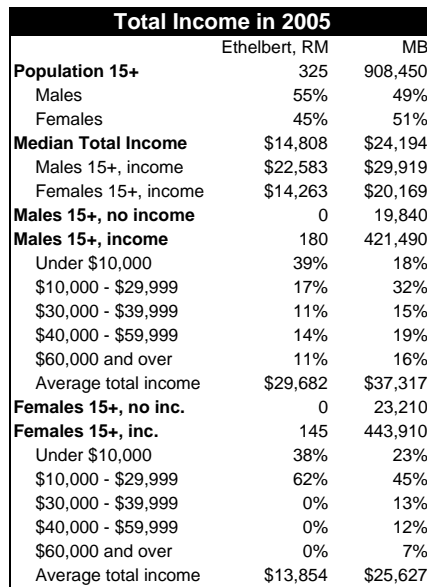 Total Income in 2005
Ethelbert, RM MB
Population 15+ 325 908,450
Males 55% 49%
Females 45% 51%
Median Total Income $14,808 $24,194
Males 15+, income $22,583 $29,919
Females 15+, income $14,263 $20,169
Males 15+, no income 0 19,840
Males 15+, income 180 421,490
Under $10,000 39% 18%
$10,000 - $29,999 17% 32%
$30,000 - $39,999 11% 15%
$40,000 - $59,999 14% 19%
$60,000 and over 11% 16%
Average total income $29,682 $37,317
Females 15+, no inc. 0 23,210
Females 15+, inc. 145 443,910
Under $10,000 38% 23%
$10,000 - $29,999 62% 45%
$30,000 - $39,999 0% 13%
$40,000 - $59,999 0% 12%
$60,000 and over 0% 7%
Average total income $13,854 $25,627